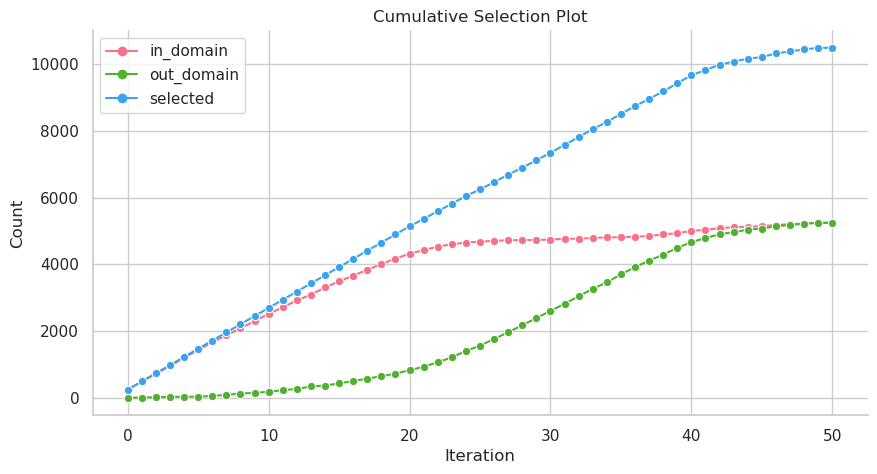 Cumulative Selection Plot
in_domain
out_domain
selected
Count
10000
8000
6000
4000
2000
0
0 10 20 30 40 50
Iteration